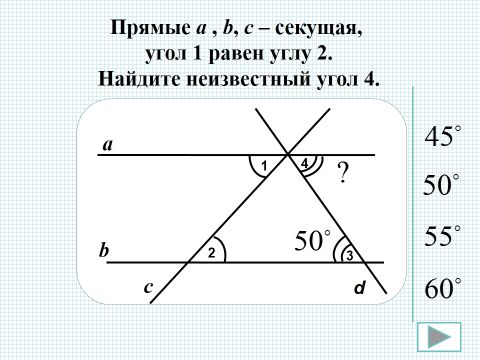 Прямые a , b, c – секущая,
угол 1 равен углу 2.
Найдите неизвестный угол 4.
a
1
4
?
45°
50°
55°
60°
b
2
50°
3
c
d